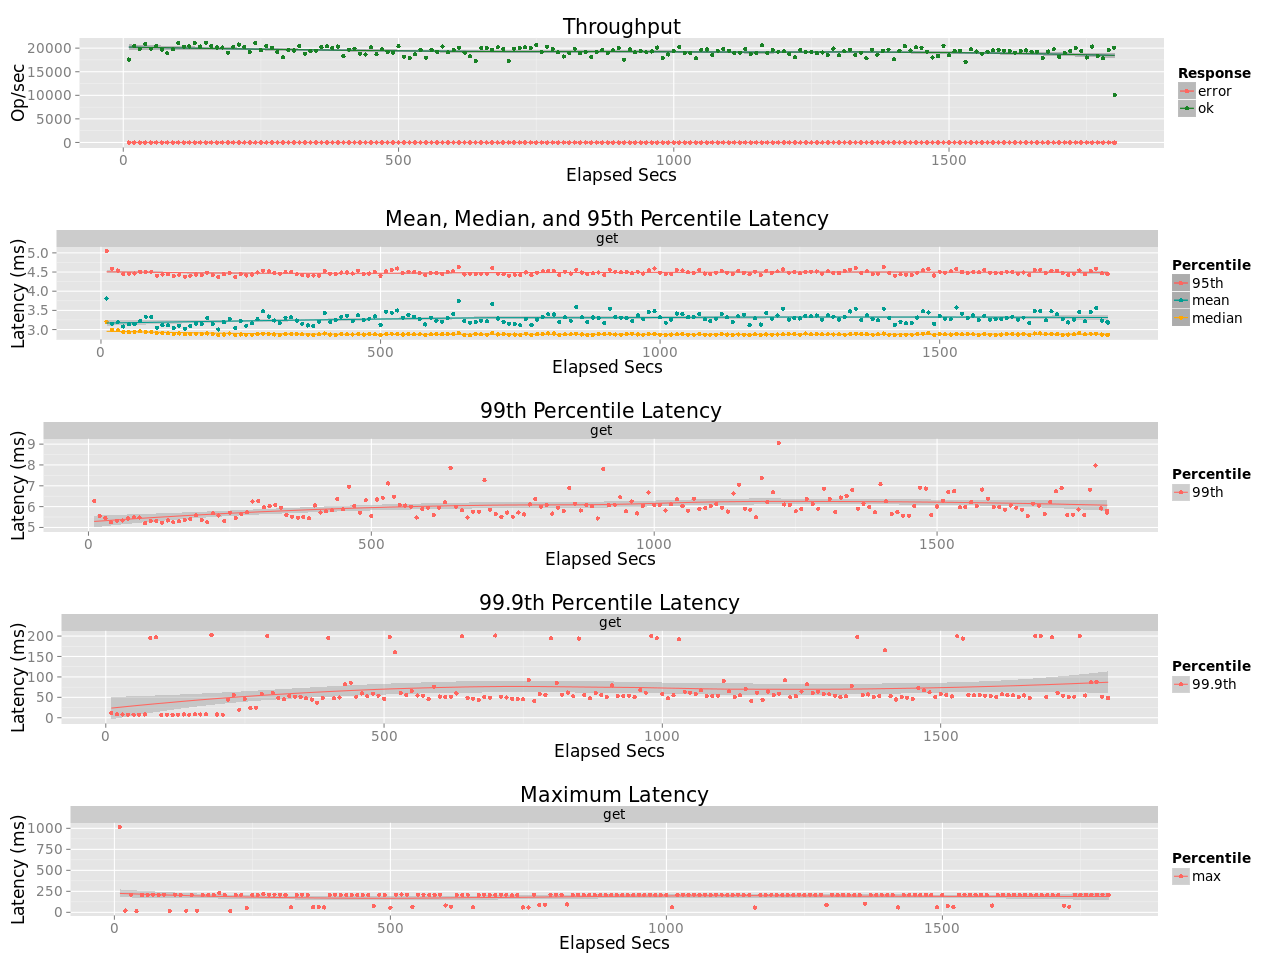 Throughput
Op/sec
20000
15000
10000
5000
0
0 500 1000 1500
Elapsed Secs
Response
error
ok
Mean, Median, and 95th Percentile Latency
get
Latency (ms)
5.0
4.5
4.0
3.5
3.0
0 500 1000 1500
Elapsed Secs
Percentile
95th
mean
median
99th Percentile Latency
get
Latency (ms)
9
8
7
6
5
0 500 1000 1500
Elapsed Secs
Percentile
99th
99.9th Percentile Latency
get
Latency (ms)
200
150
100
50
0
0 500 1000 1500
Elapsed Secs
Percentile
99.9th
Maximum Latency
get
Latency (ms)
1000
750
500
250
0
0 500 1000 1500
Elapsed Secs
Percentile
max